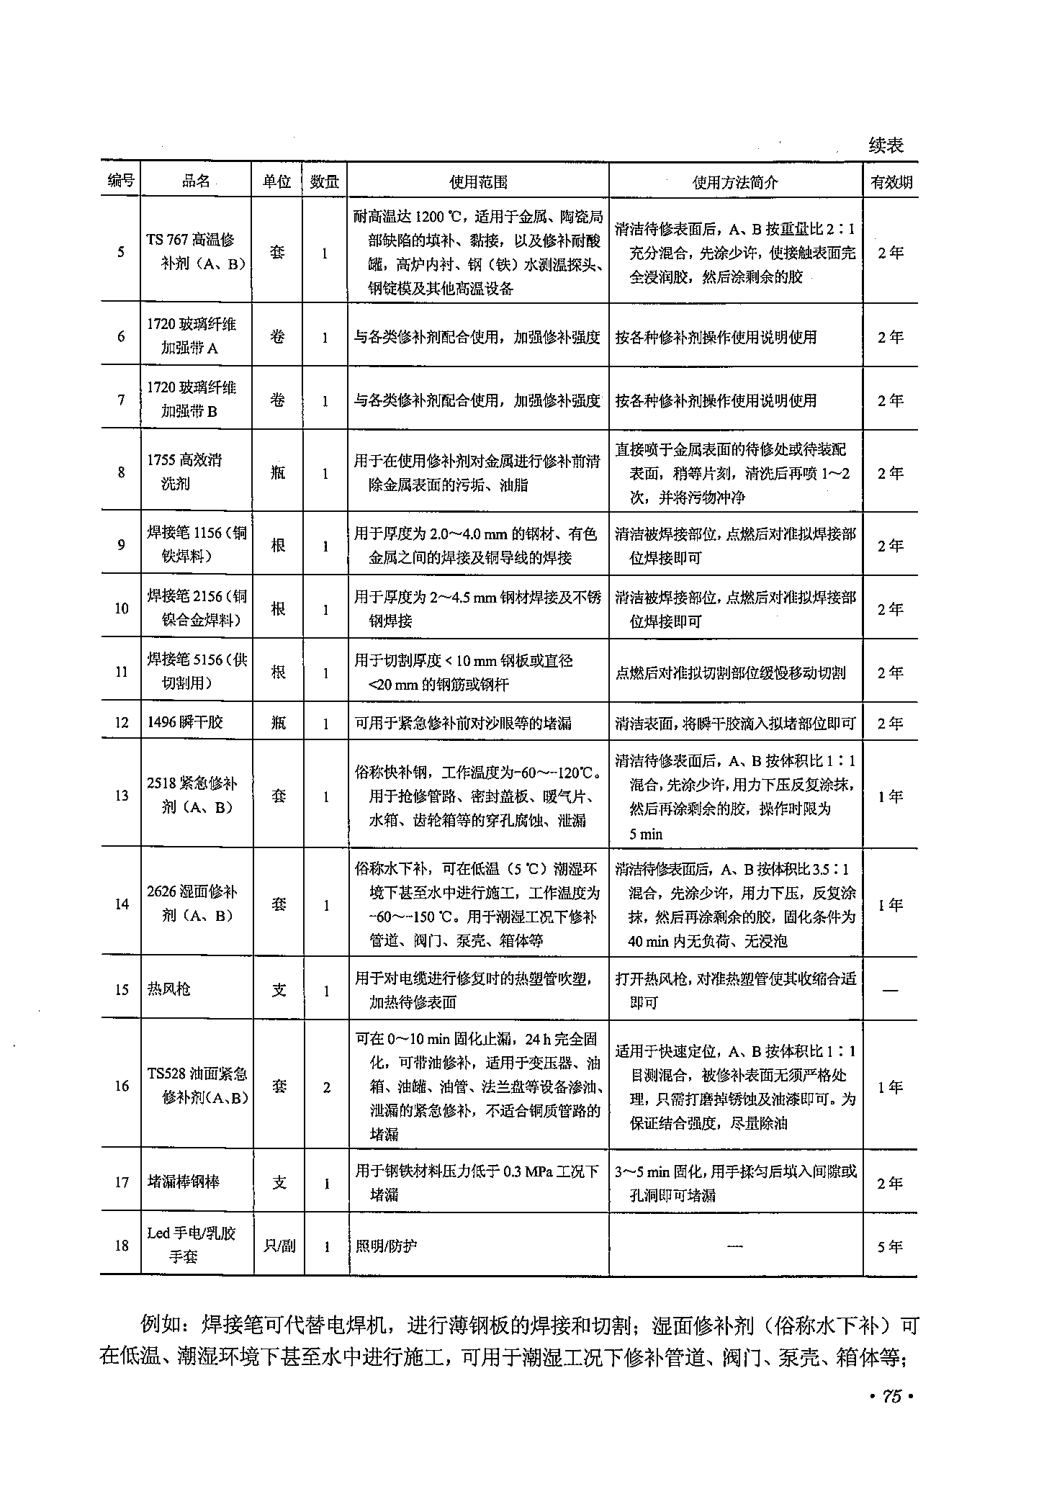 续表
编号 品名 单位 数量 使用范围 使用方法简介 有效期
5 TS 767 高温修补剂（A、B） 套 1 耐高温达 1200 ℃，适用于金属、陶瓷局部缺陷的填补、黏接，以及修补耐酸罐，高炉内衬、钢（铁）水测温探头、钢锭模及其他高温设备 清洁待修表面后，A、B 按重量比 2：1 充分混合，先涂少许，使接触表面完全浸润胶，然后涂剩余的胶 2 年
6 1720 玻璃纤维加强带 A 卷 1 与各类修补剂配合使用，加强修补强度 按各种修补剂操作使用说明使用 2 年
7 1720 玻璃纤维加强带 B 卷 1 与各类修补剂配合使用，加强修补强度 按各种修补剂操作使用说明使用 2 年
8 1755 高效清洗剂 瓶 1 用于在使用修补剂对金属进行修补前清除金属表面的污垢、油脂 直接喷于金属表面的待修处或待装配表面，稍等片刻，清洗后再喷 1～2 次，并将污物冲净 2 年
9 焊接笔 1156（铜铁焊料） 根 1 用于厚度为 2.0～4.0 mm 的钢材、有色金属之间的焊接及铜导线的焊接 清洁被焊接部位，点燃后对准拟焊接部位焊接即可 2 年
10 焊接笔 2156（铜镍合金焊料） 根 1 用于厚度为 2～4.5 mm 钢材焊接及不锈钢焊接 清洁被焊接部位，点燃后对准拟焊接部位焊接即可 2 年
11 焊接笔 5156（供切割用） 根 1 用于切割厚度＜10 mm 钢板或直径＜20 mm 的钢筋或钢杆 点燃后对准拟切割部位缓慢移动切割 2 年
12 1496 瞬干胶 瓶 1 可用于紧急修补前对沙眼等的堵漏 清洁表面，将瞬干胶滴入拟堵部位即可 2 年
13 2518 紧急修补剂（A、B） 套 1 俗称快补钢，工作温度为-60～-120℃。用于抢修管路、密封盖板、暖气片、水箱、齿轮箱等的穿孔腐蚀、泄漏 清洁待修表面后，A、B 按体积比 1：1 混合，先涂少许，用力下压反复涂抹，然后再涂剩余的胶，操作时限为 5 min 1 年
14 2626 湿面修补剂（A、B） 套 1 俗称水下补，可在低温（5 ℃）潮湿环境下甚至水中进行施工，工作温度为-60～-150 ℃。用于潮湿工况下修补管道、阀门、泵壳、箱体等 清洁待修表面后，A、B 按体积比 3.5：1 混合，先涂少许，用力下压，反复涂抹，然后再涂剩余的胶，固化条件为 40 min 内无负荷、无浸泡 1 年
15 热风枪 支 1 用于对电缆进行修复时的热塑管吹塑，加热待修表面 打开热风枪，对准热塑管使其收缩合适即可 —
16 TS528 油面紧急修补剂（A、B） 套 2 可在 0～10 min 固化止漏，24 h 完全固化，可带油修补，适用于变压器、油箱、油罐、油管、法兰盘等设备渗油、泄漏的紧急修补，不适合铜质管路的堵漏 适用于快速定位，A、B 按体积比 1：1 目测混合，被修补表面无须严格处理，只需打磨掉锈蚀及油漆即可。为保证结合强度，尽量除油 1 年
17 堵漏棒钢棒 支 1 用于钢铁材料压力低于 0.3 MPa 工况下堵漏 3～5 min 固化，用手揉匀后填入间隙或孔洞即可堵漏 2 年
18 Led 手电/乳胶手套 只/副 1 照明/防护 — 5 年
例如：焊接笔可代替电焊机，进行薄钢板的焊接和切割；湿面修补剂（俗称水下补）可
在低温、潮湿环境下甚至水中进行施工，可用于潮湿工况下修补管道、阀门、泵壳、箱体等；
·75·